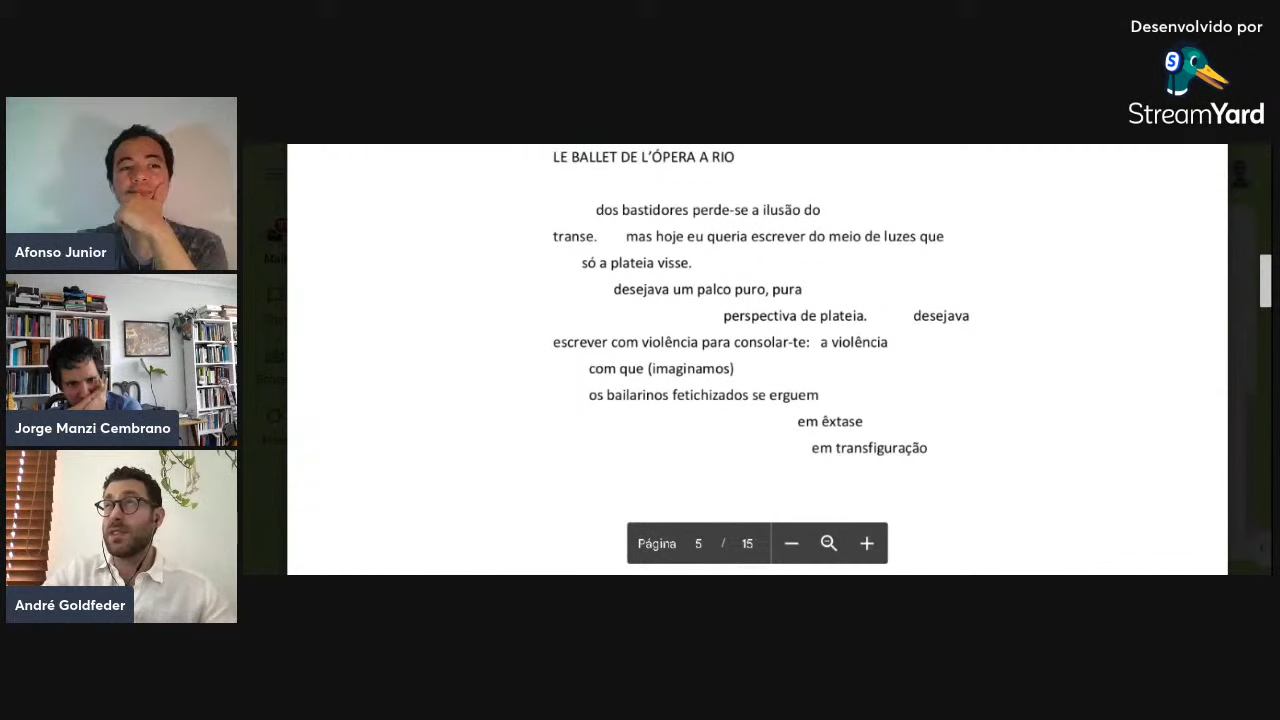 Desenvolvido por
StreamYard
Afonso Junior
Jorge Manzi Cembrano
André Goldfeder
LE BALLET DE L’ÓPERA A RIO
dos bastidores perde-se a ilusão do
transe. mas hoje eu queria escrever do meio de luzes que
só a plateia visse.
desejava um palco puro, pura
perspectiva de plateia. desejava
escrever com violência para consolar-te: a violência
com que (imaginamos)
os bailarinos fetichizados se erguem
em êxtase
em transfiguração
Página 5 / 15